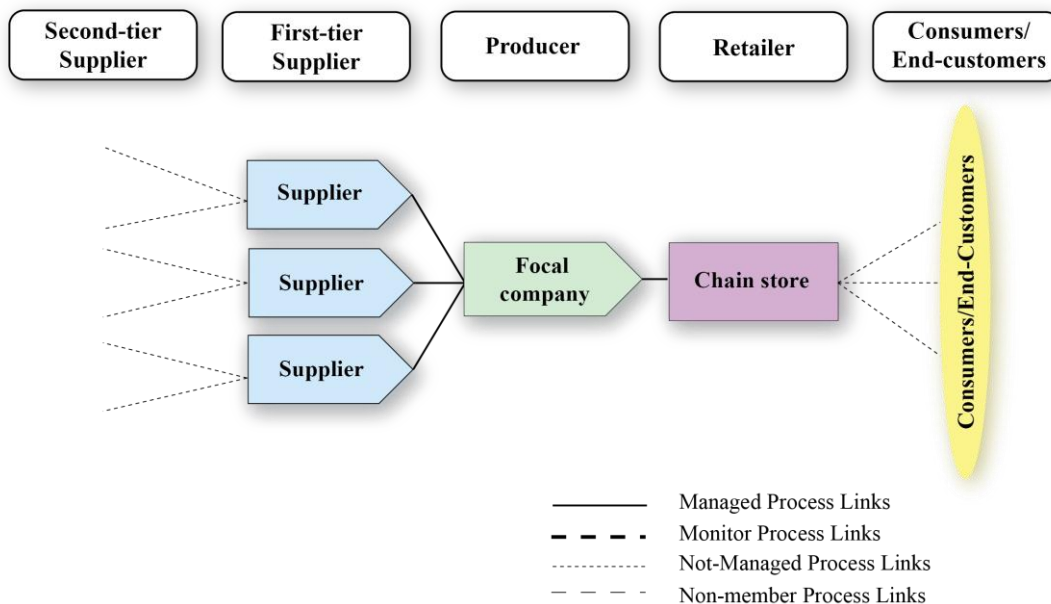 Second-tier
Supplier
First-tier
Supplier
Producer
Retailer
Consumers/
End-customers
Supplier
Supplier
Supplier
Focal
company
Chain store
Consumers/End-Customers
Managed Process Links
Monitor Process Links
Not-Managed Process Links
Non-member Process Links